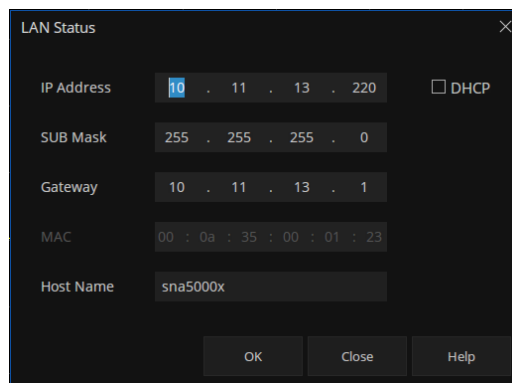 LAN Status
IP Address 10 . 11 . 13 . 220 DHCP
SUB Mask 255 . 255 . 255 . 0
Gateway 10 . 11 . 13 . 1
MAC 00 : 0a : 35 : 00 : 01 : 23
Host Name sna5000x
OK Close Help